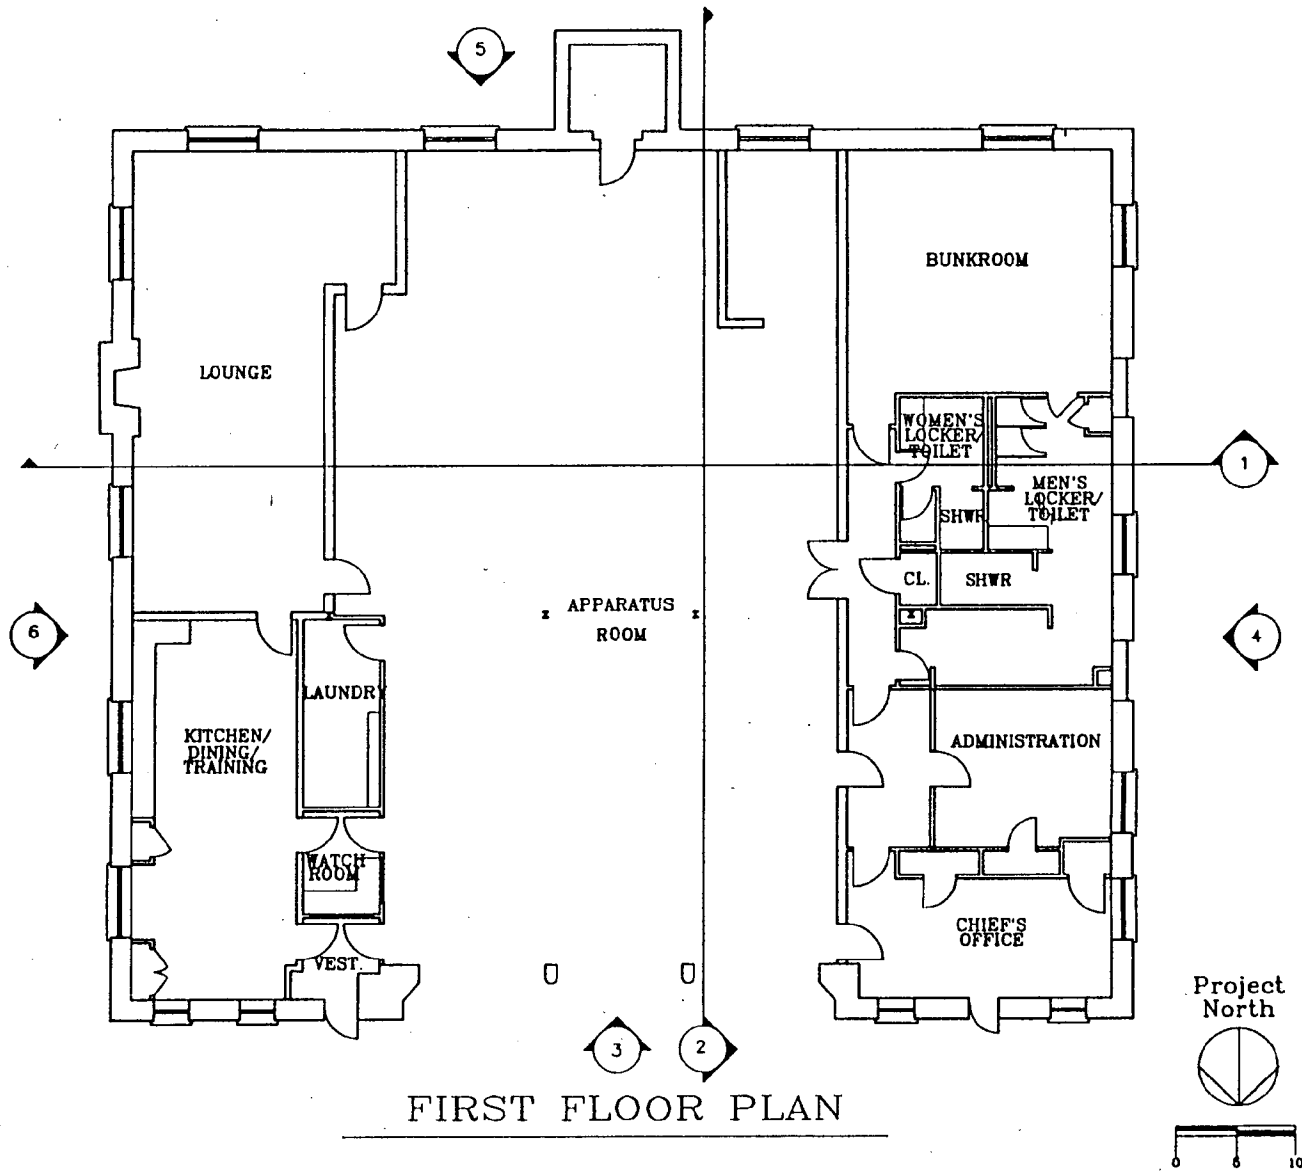 5
BUNKROOM
LOUNGE
WOMEN'S
LOCKER/
TOILET
1
MEN'S
LOCKER/
TOILET
SHWR
CL.
SHWR
APPARATUS
ROOM
6
4
LAUNDRY
KITCHEN/
DINING/
TRAINING
ADMINISTRATION
WATCH
ROOM
CHIEF'S
OFFICE
VEST.
Project
North
3
2
FIRST FLOOR PLAN
0 6 10